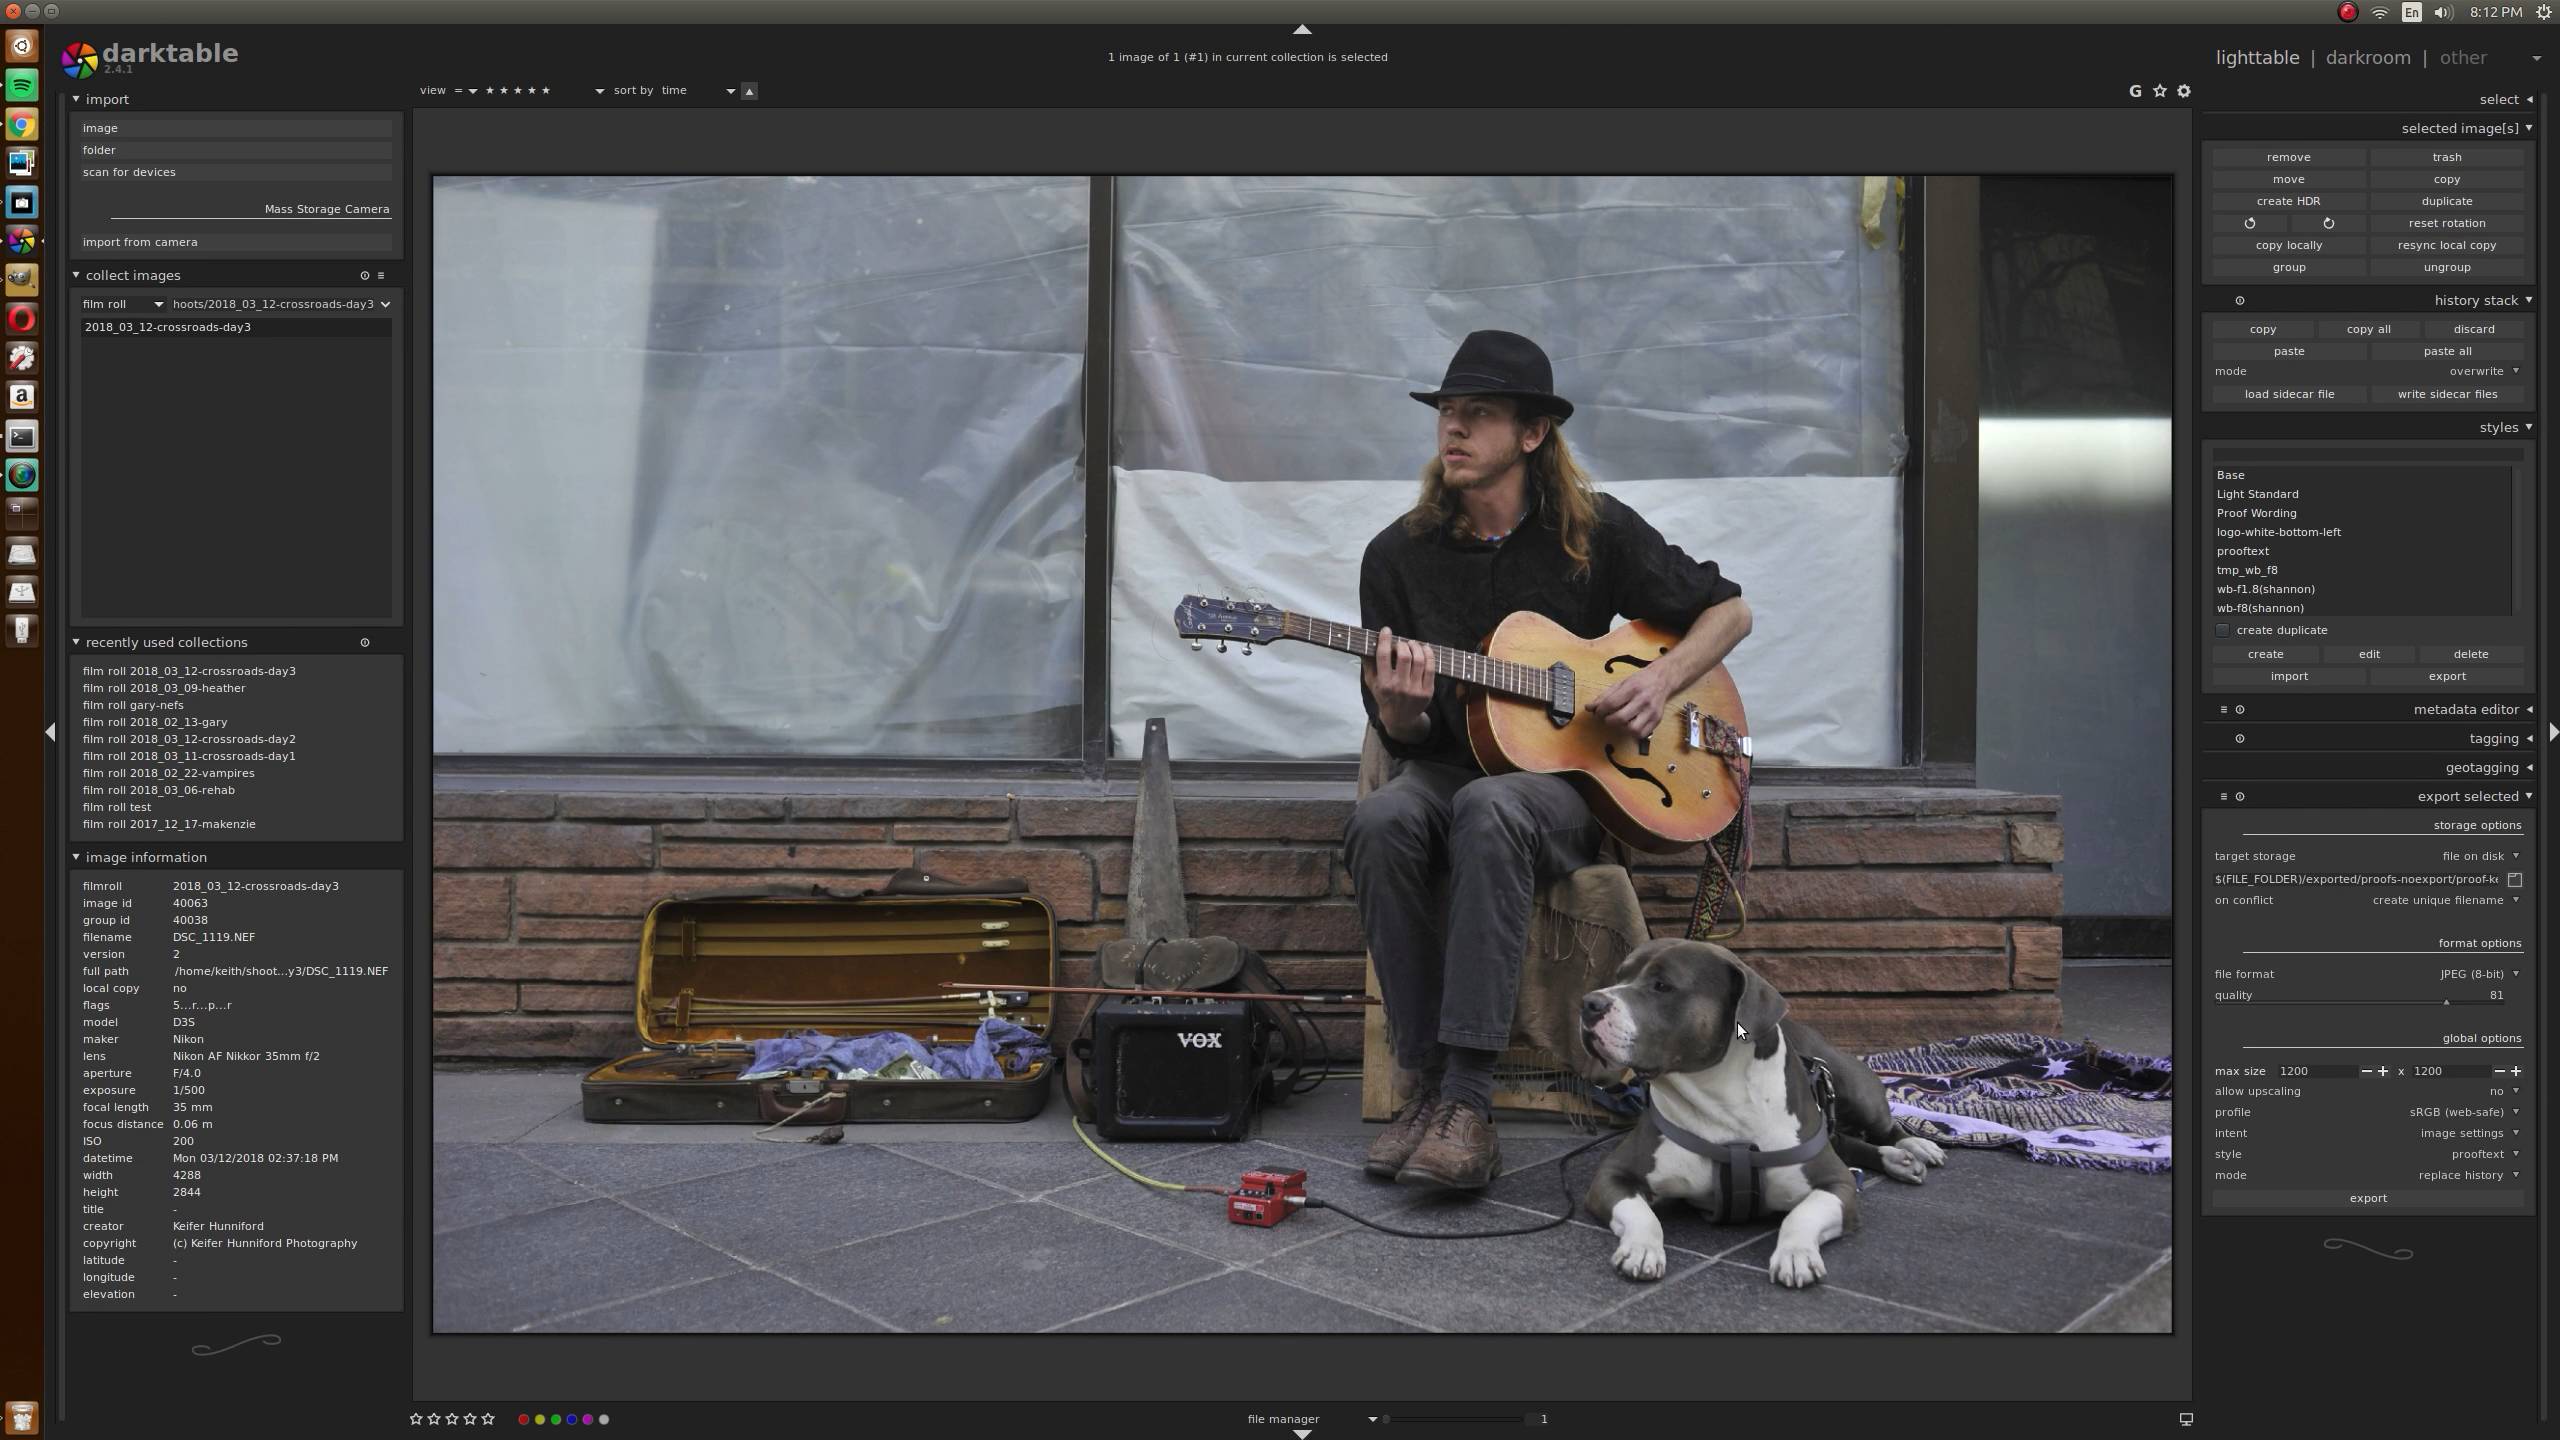 En
8:12 PM
darktable
2.4.1
1 image of 1 (#1) in current collection is selected
lighttable | darkroom | other
view = ★ ★ ★ ★ ★ sort by time
G
import
image
folder
scan for devices
Mass Storage Camera
import from camera
collect images
film roll hoots/2018_03_12-crossroads-day3
2018_03_12-crossroads-day3
recently used collections
film roll 2018_03_12-crossroads-day3
film roll 2018_03_09-heather
film roll gary-nefs
film roll 2018_02_13-gary
film roll 2018_03_12-crossroads-day2
film roll 2018_03_11-crossroads-day1
film roll 2018_02_22-vampires
film roll 2018_03_06-rehab
film roll test
film roll 2017_12_17-makenzie
image information
filmroll 2018_03_12-crossroads-day3
image id 40063
group id 40038
filename DSC_1119.NEF
version 2
full path /home/keith/shoot...y3/DSC_1119.NEF
local copy no
flags 5...r...p...r
model D3S
maker Nikon
lens Nikon AF Nikkor 35mm f/2
aperture F/4.0
exposure 1/500
focal length 35 mm
focus distance 0.06 m
ISO 200
datetime Mon 03/12/2018 02:37:18 PM
width 4288
height 2844
title -
creator Keifer Hunniford
copyright (c) Keifer Hunniford Photography
latitude -
longitude -
elevation -
VOX
file manager 1
select
selected image[s]
remove trash
move copy
create HDR duplicate
reset rotation
copy locally resync local copy
group ungroup
history stack
copy copy all discard
paste paste all
mode overwrite
load sidecar file write sidecar files
styles
Base
Light Standard
Proof Wording
logo-white-bottom-left
prooftext
tmp_wb_f8
wb-f1.8(shannon)
wb-f8(shannon)
create duplicate
create edit delete
import export
metadata editor
tagging
geotagging
export selected
storage options
target storage file on disk
$(FILE_FOLDER)/exported/proofs-noexport/proof-ke
on conflict create unique filename
format options
file format JPEG (8-bit)
quality 81
global options
max size 1200 x 1200
allow upscaling no
profile sRGB (web-safe)
intent image settings
style prooftext
mode replace history
export